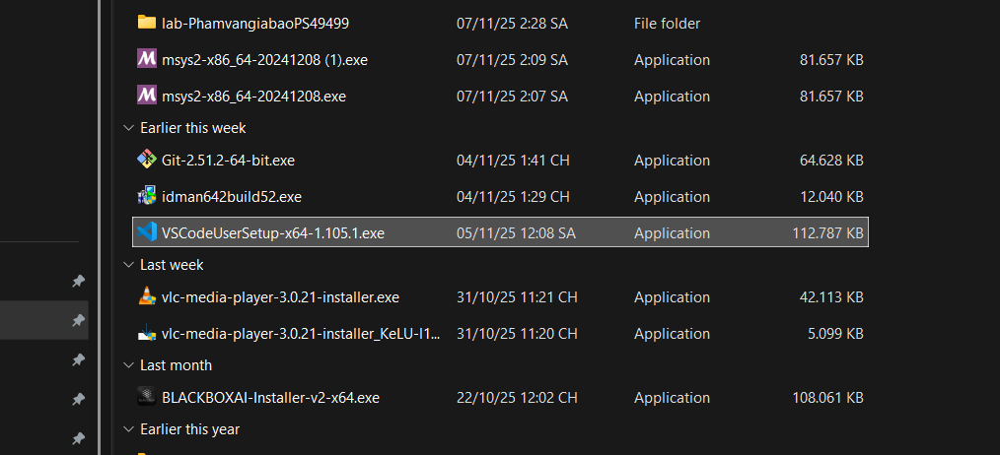 lab-PhamvangiabaoPS49499 07/11/25 2:28 SA File folder
msys2-x86_64-20241208 (1).exe 07/11/25 2:09 SA Application 81.657 KB
msys2-x86_64-20241208.exe 07/11/25 2:07 SA Application 81.657 KB
Earlier this week
Git-2.51.2-64-bit.exe 04/11/25 1:41 CH Application 64.628 KB
idman642build52.exe 04/11/25 1:29 CH Application 12.040 KB
VSCodeUserSetup-x64-1.105.1.exe 05/11/25 12:08 SA Application 112.787 KB
Last week
vlc-media-player-3.0.21-installer.exe 31/10/25 11:21 CH Application 42.113 KB
vlc-media-player-3.0.21-installer_KeLU-I1... 31/10/25 11:20 CH Application 5.099 KB
Last month
BLACKBOXAI-Installer-v2-x64.exe 22/10/25 12:02 CH Application 108.061 KB
Earlier this year